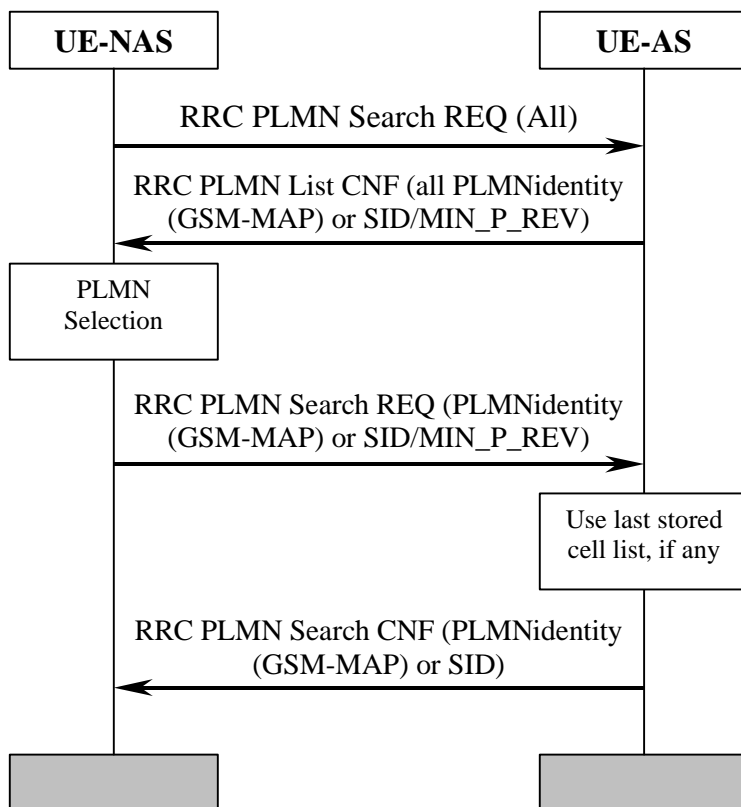 UE-NAS
UE-AS
RRC PLMN Search REQ (All)
RRC PLMN List CNF (all PLMNidentity
(GSM-MAP) or SID/MIN_P_REV)
PLMN
Selection
RRC PLMN Search REQ (PLMNidentity
(GSM-MAP) or SID/MIN_P_REV)
Use last stored
cell list, if any
RRC PLMN Search CNF (PLMNidentity
(GSM-MAP) or SID)